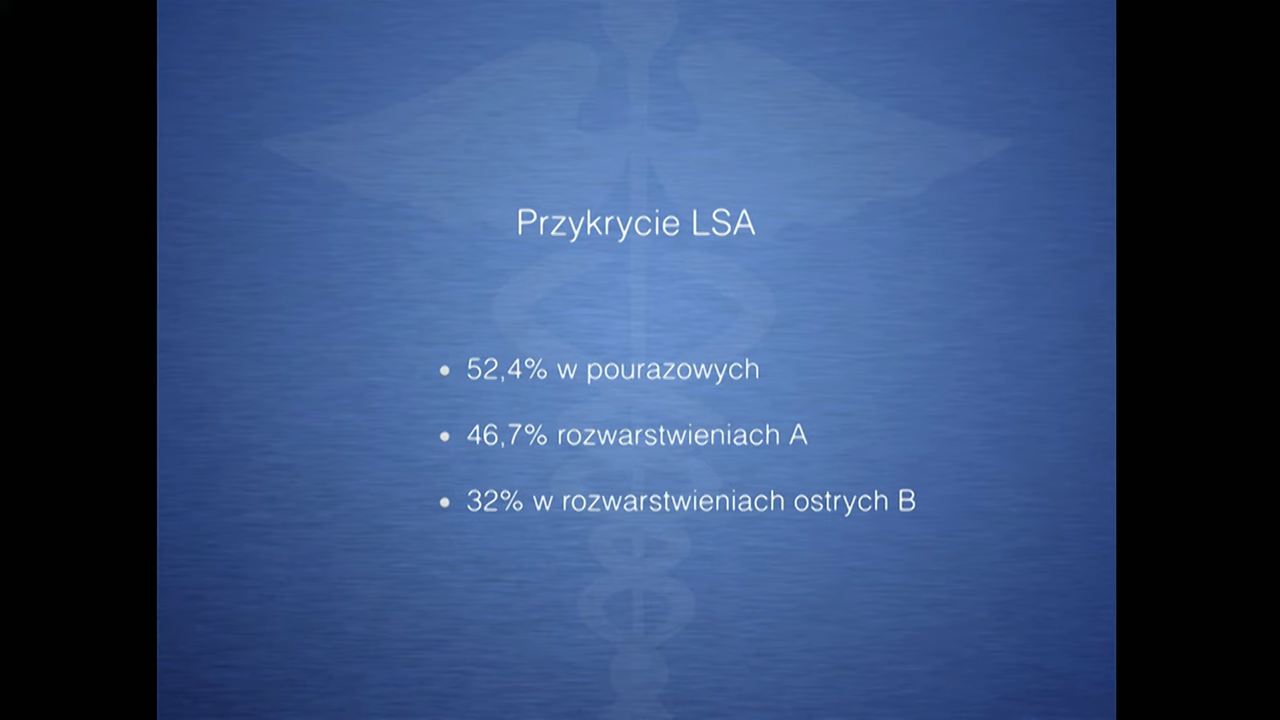 Przykrycie LSA
• 52,4% w pourazowych
• 46,7% rozwarstwieniach A
• 32% w rozwarstwieniach ostrych B